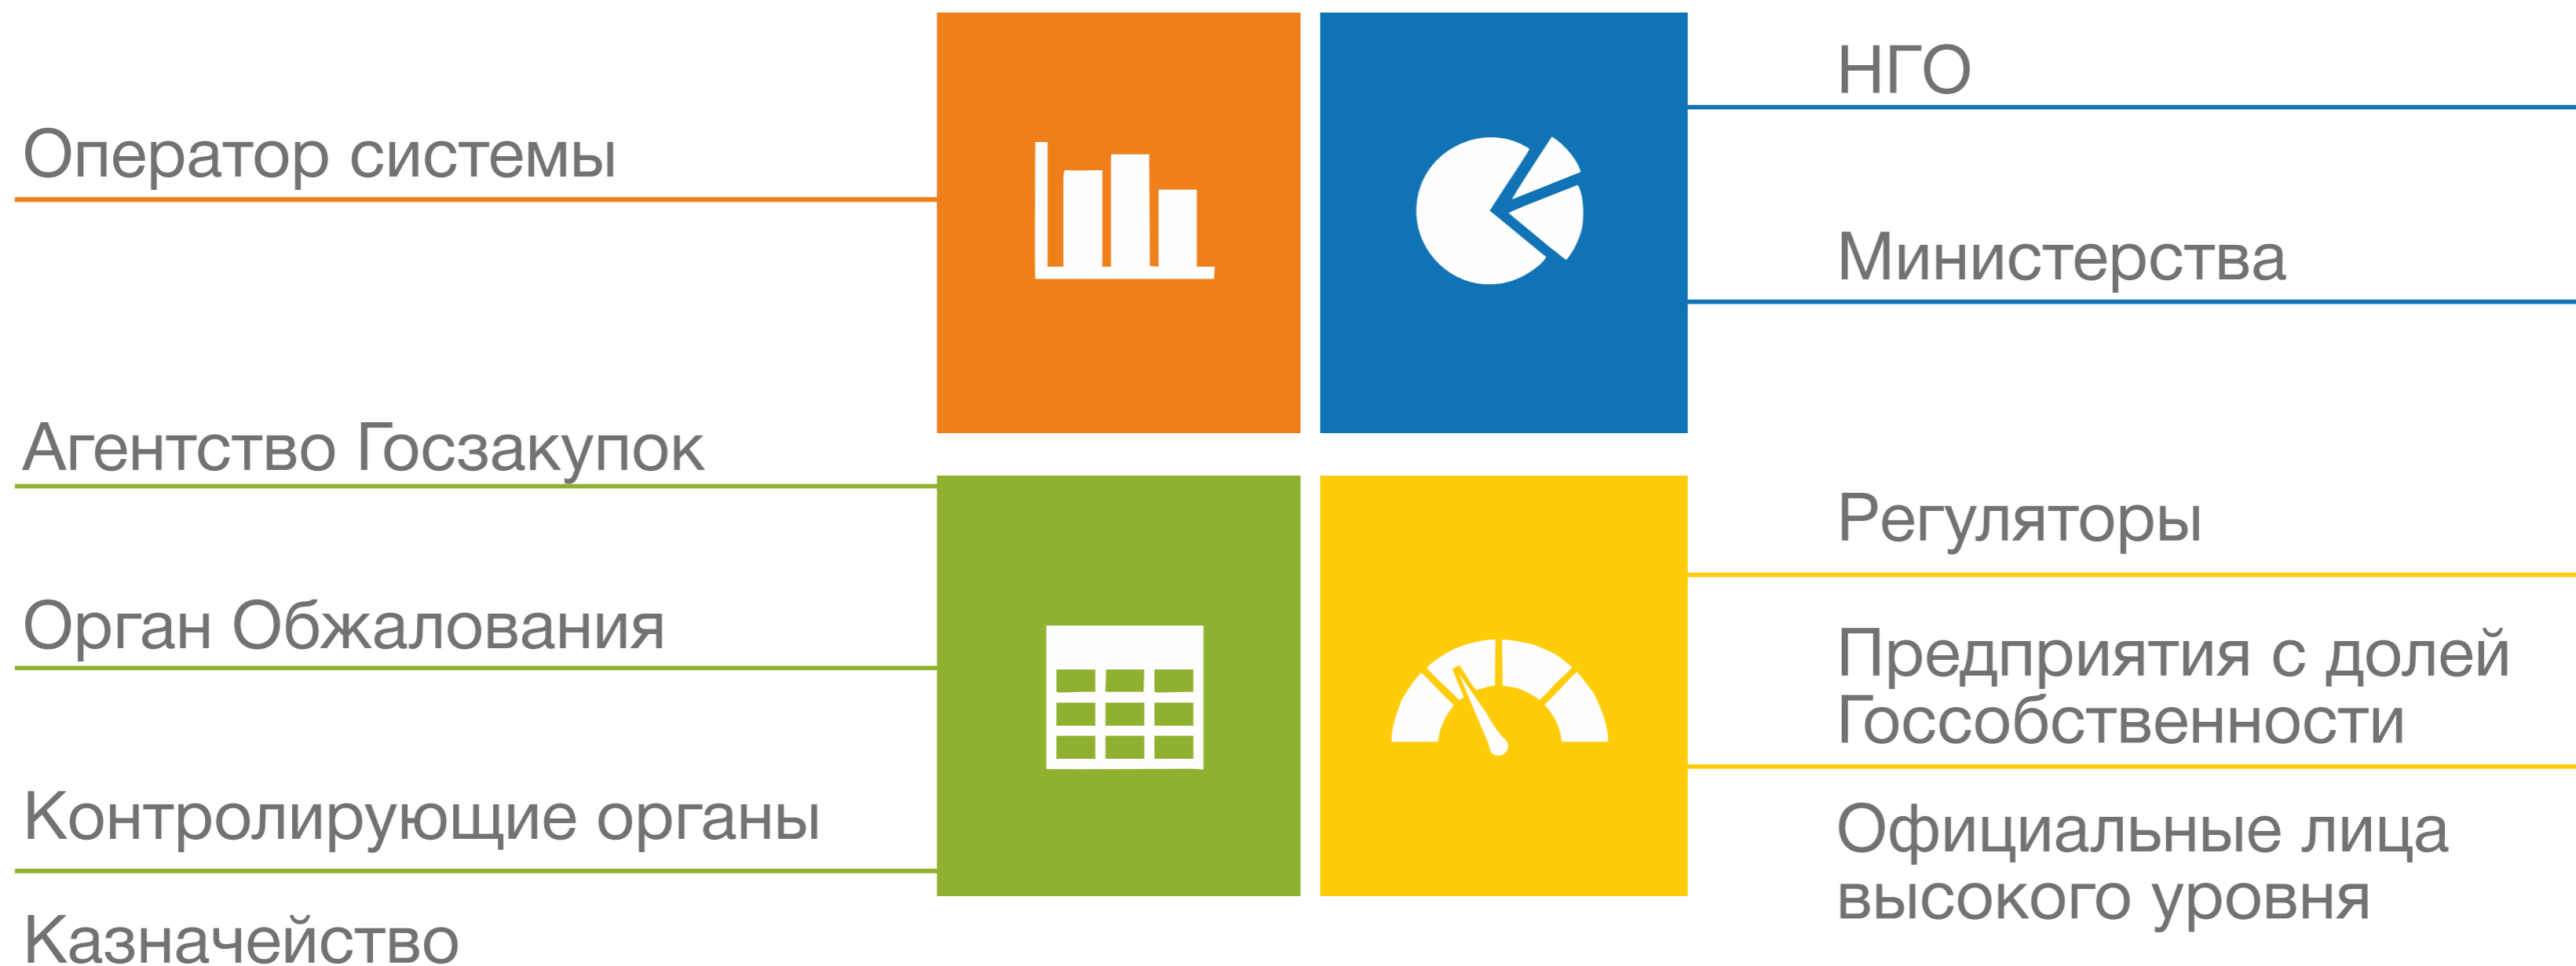 Оператор системы
Агентство Госзакупок
Орган Обжалования
Контролирующие органы
Казначейство
НГО
Министерства
Регуляторы
Предприятия с долей
Госсобственности
Официальные лица
высокого уровня